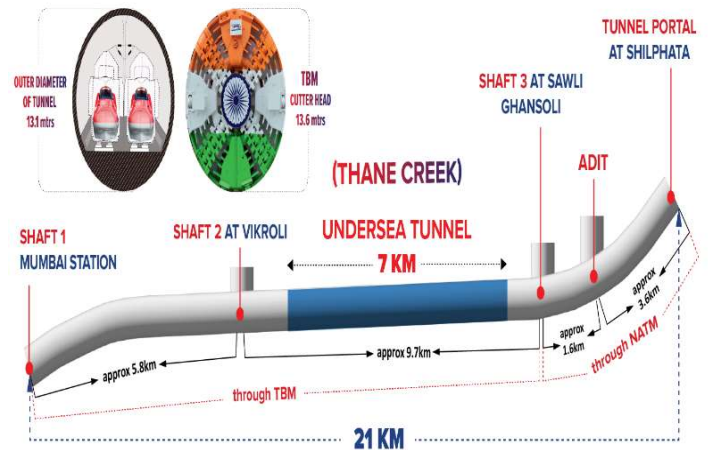 OUTER DIAMETER
OF TUNNEL
13.1 mtrs
TBM
CUTTER HEAD
13.6 mtrs
TUNNEL PORTAL
AT SHILPHATA
SHAFT 3 AT SAWLI
GHANSOLI
ADIT
(THANE CREEK)
UNDERSEA TUNNEL
7 KM
SHAFT 2 AT VIKROLI
SHAFT 1
MUMBAI STATION
approx 5.8km
approx 9.7km
approx
1.6km
approx
3.6km
through TBM
through NATM
21 KM